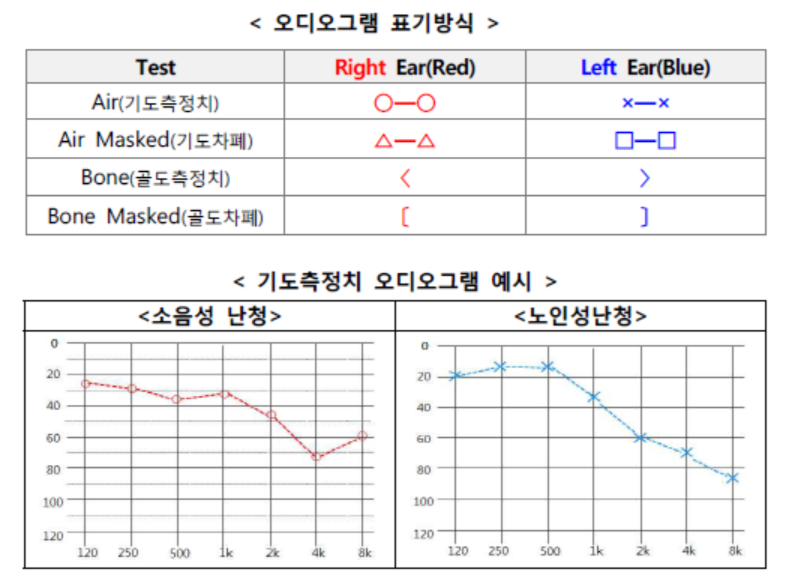 < 오디오그램 표기방식 >
Test Right Ear(Red) Left Ear(Blue)
Air(기도측정치) ○—○ ×—×
Air Masked(기도차폐) △—△ □—□
Bone(골도측정치) 〈 〉
Bone Masked(골도차폐) 〔 〕
< 기도측정치 오디오그램 예시 >
<소음성 난청> <노인성난청>
0 0
20 20
40 40
60 60
80 80
100 100
120 120
120 250 500 1k 2k 4k 8k 120 250 500 1k 2k 4k 8k